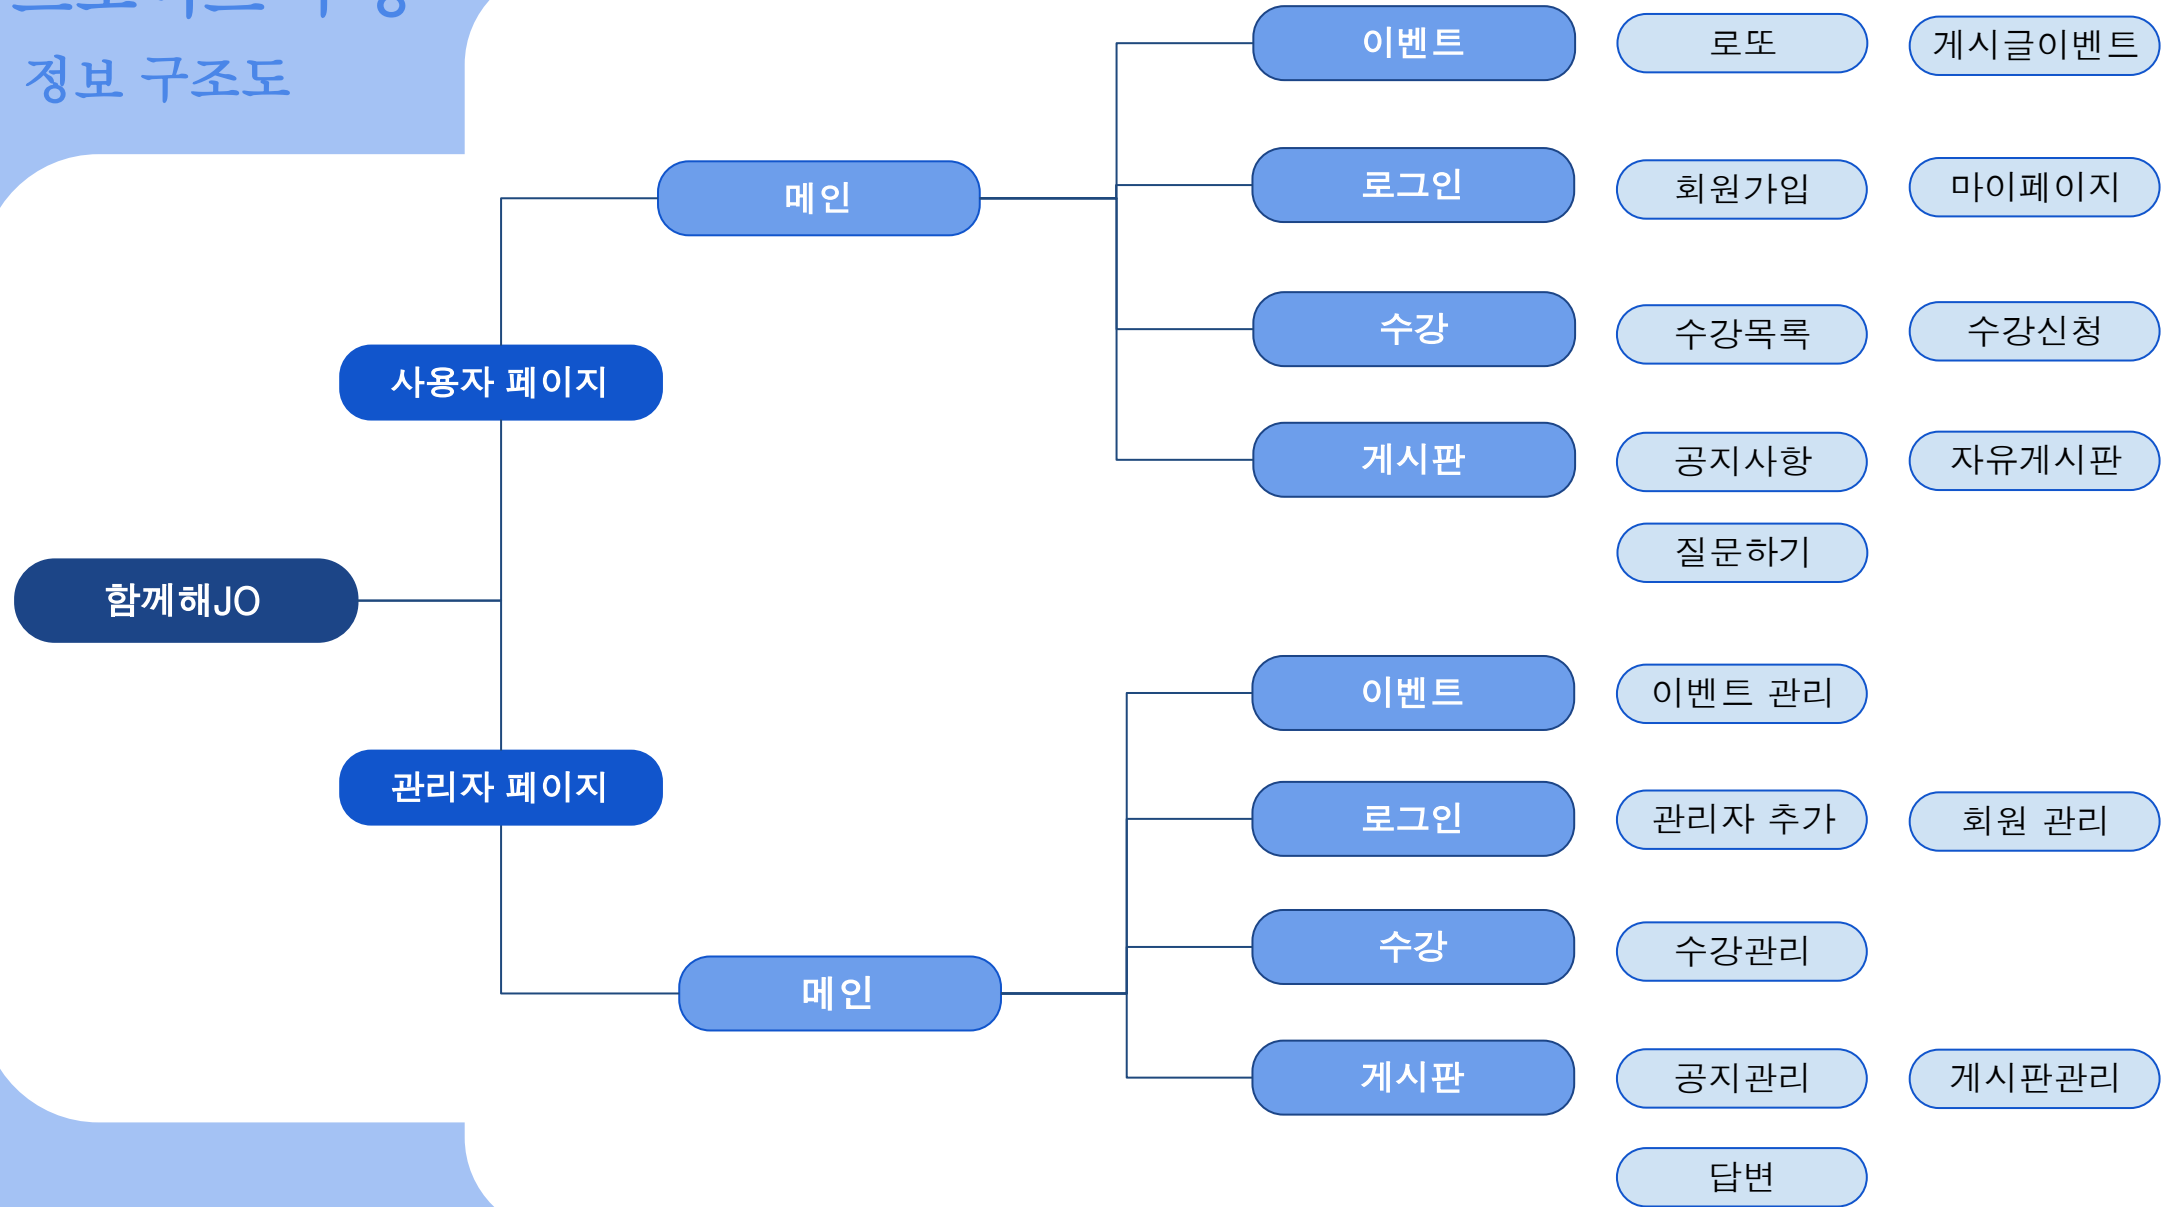 정보 구조도
이벤트 로또 게시글이벤트
메인 로그인 회원가입 마이페이지
수강 수강목록 수강신청
사용자 페이지
게시판 공지사항 자유게시판
질문하기
함께해JO
이벤트 이벤트 관리
관리자 페이지
로그인 관리자 추가 회원 관리
수강 수강관리
메인
게시판 공지관리 게시판관리
답변